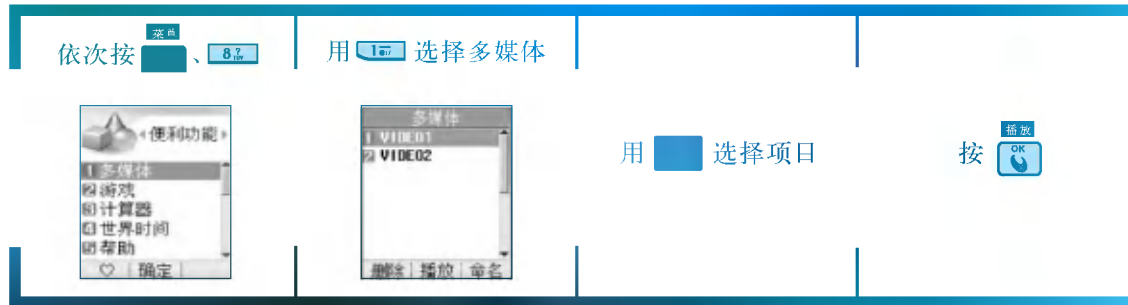 菜单
依次按 、8
用 1 选择多媒体
便利功能
1 多媒体
2 游戏
3 计算器
4 世界时间
5 帮助
确定
多媒体
1 VIDEO1
2 VIDEO2
删除 播放 命名
用 选择项日
播放
按 OK